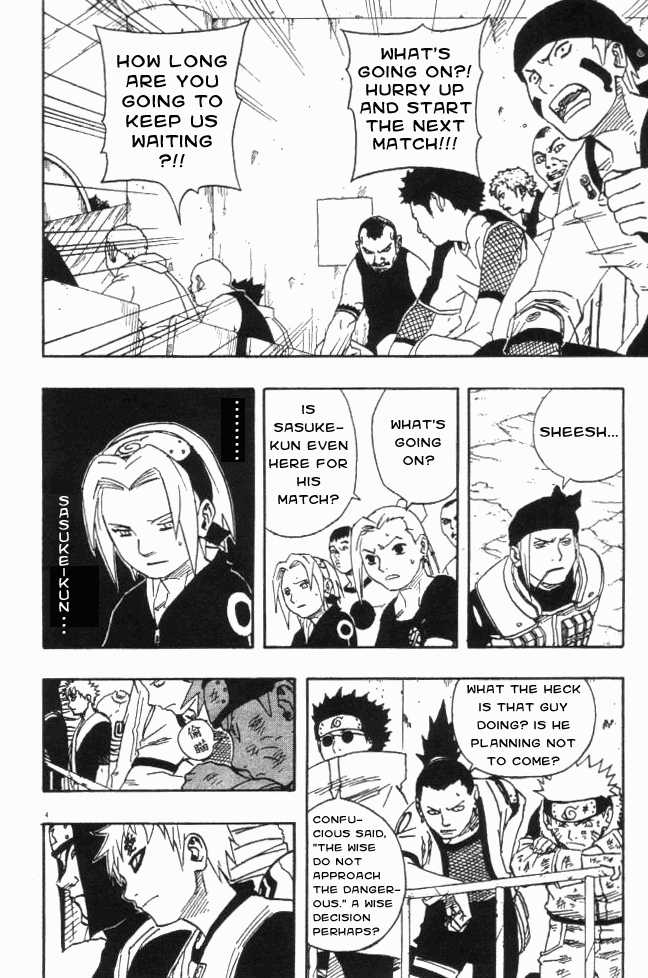 WHAT'S
GOING ON?!
HURRY UP
AND START
THE NEXT
MATCH!!!
HOW LONG
ARE YOU
GOING TO
KEEP US
WAITING
?!!
SHEESH...
WHAT'S
GOING
ON?
IS
SASUKE-
KUN EVEN
HERE FOR
HIS
MATCH?
.........
SASUKE-KUN...
WHAT THE HECK
IS THAT GUY
DOING? IS HE
PLANNING NOT
TO COME?
CONFU-
CIOUS SAID,
"THE WISE
DO NOT
APPROACH
THE DANGER-
OUS." A WISE
DECISION
PERHAPS?
偷瞄
4